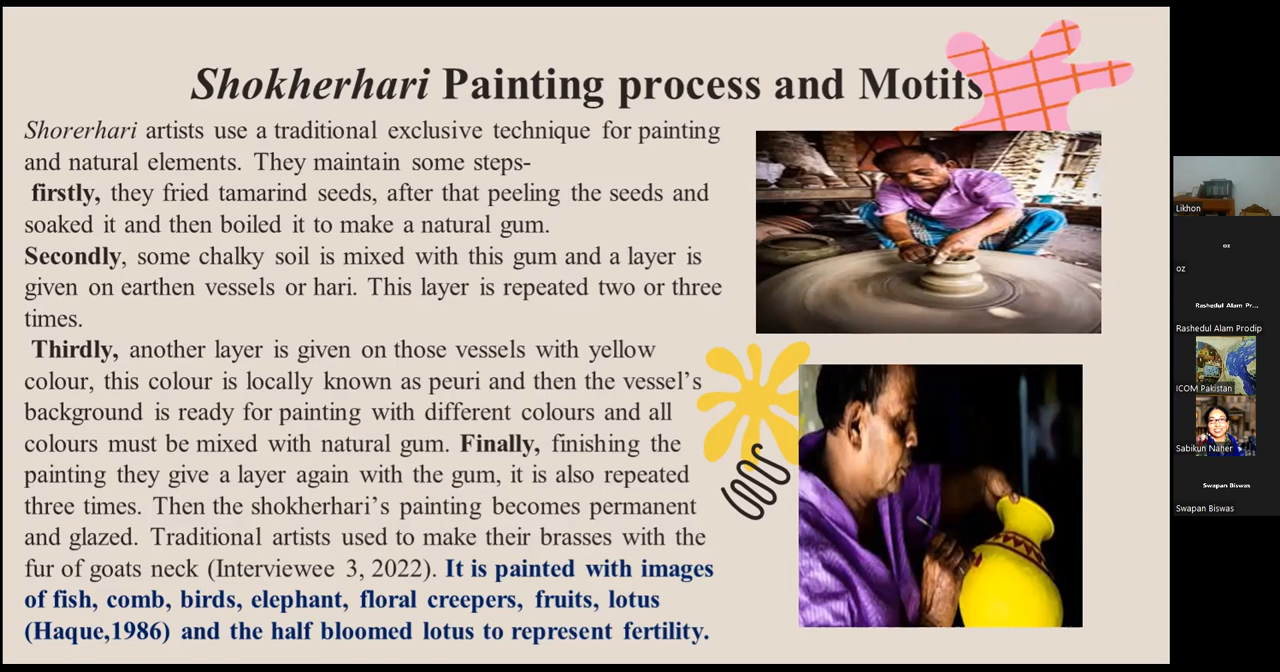 Shokherhari Painting process and Motifs
Shorerhari artists use a traditional exclusive technique for painting
and natural elements. They maintain some steps-
firstly, they fried tamarind seeds, after that peeling the seeds and
soaked it and then boiled it to make a natural gum.
Secondly, some chalky soil is mixed with this gum and a layer is
given on earthen vessels or hari. This layer is repeated two or three
times.
Thirdly, another layer is given on those vessels with yellow
colour, this colour is locally known as peuri and then the vessel's
background is ready for painting with different colours and all
colours must be mixed with natural gum. Finally, finishing the
painting they give a layer again with the gum, it is also repeated
three times. Then the shokherhari's painting becomes permanent
and glazed. Traditional artists used to make their brasses with the
fur of goats neck (Interviewee 3, 2022). It is painted with images
of fish, comb, birds, elephant, floral creepers, fruits, lotus
(Haque,1986) and the half bloomed lotus to represent fertility.
Likhon
oz
oz
Rashedul Alam Pr...
Rashedul Alam Prodip
ICOM Pakistan
Sabikun Naher
Swapan Biswas
Swapan Biswas